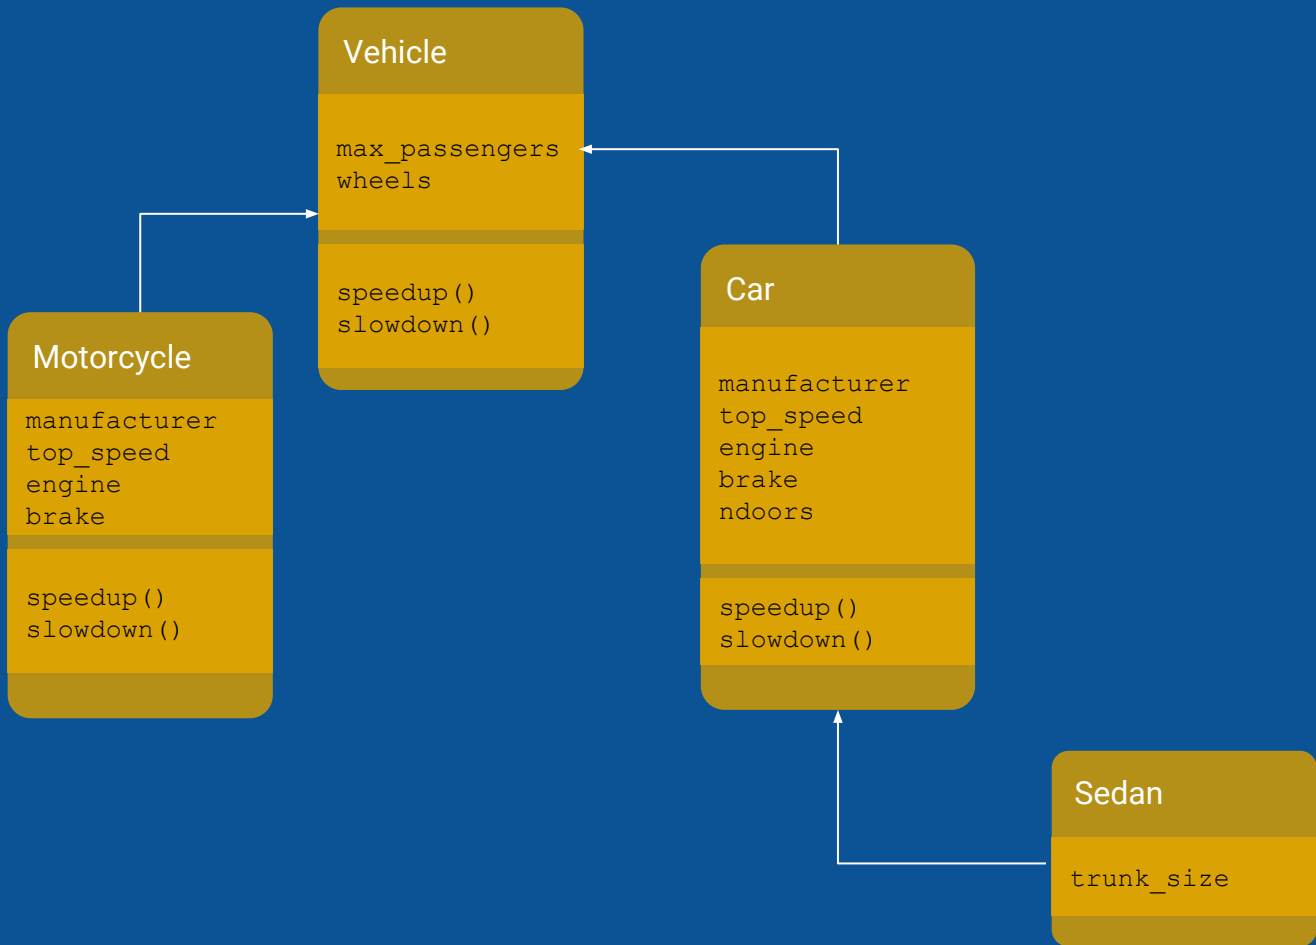 Vehicle
max_passengers
wheels
speedup()
slowdown()
Motorcycle
manufacturer
top_speed
engine
brake
speedup()
slowdown()
Car
manufacturer
top_speed
engine
brake
ndoors
speedup()
slowdown()
Sedan
trunk_size